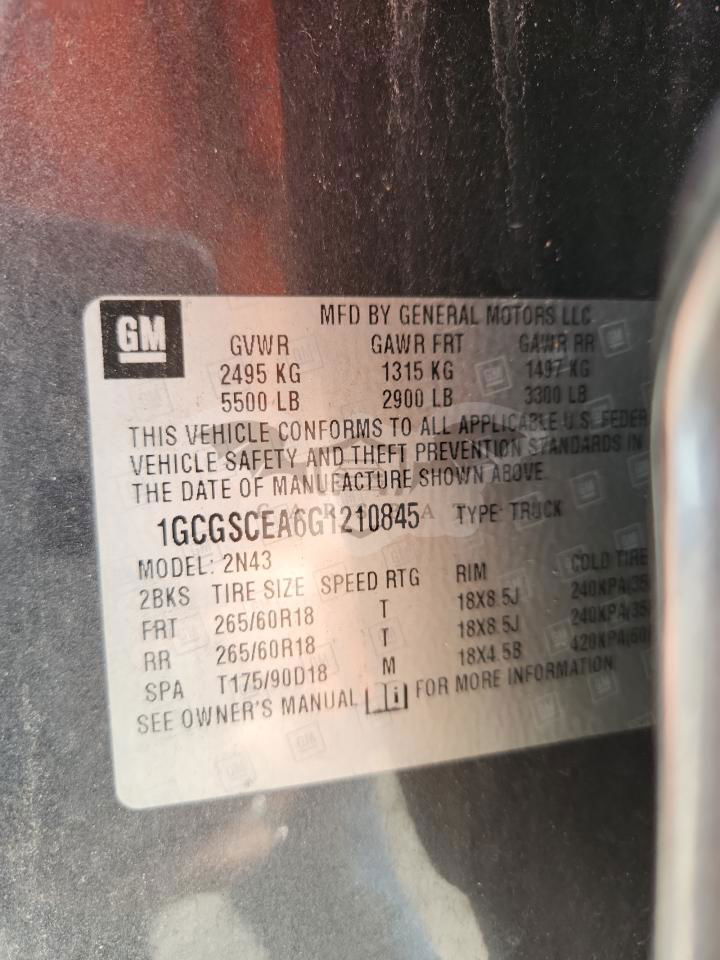 GM
MFD BY GENERAL MOTORS LLC
GVWR GAWR FRT GAWR RR
2495 KG 1315 KG 1497 KG
5500 LB 2900 LB 3300 LB
THIS VEHICLE CONFORMS TO ALL APPLICABLE U.S. FEDER
VEHICLE SAFETY AND THEFT PREVENTION STANDARDS IN
THE DATE OF MANUFACTURE SHOWN ABOVE.
1GCGSCEA6G1210845 TYPE: TRUCK
MODEL: 2N43
2BKS TIRE SIZE SPEED RTG RIM COLD TIRE
FRT 265/60R18 T 18X8.5J 240KPA(35
RR 265/60R18 T 18X8.5J 240KPA(35
SPA T175/90D18 M 18X4.5B 420KPA(60
SEE OWNER'S MANUAL FOR MORE INFORMATION